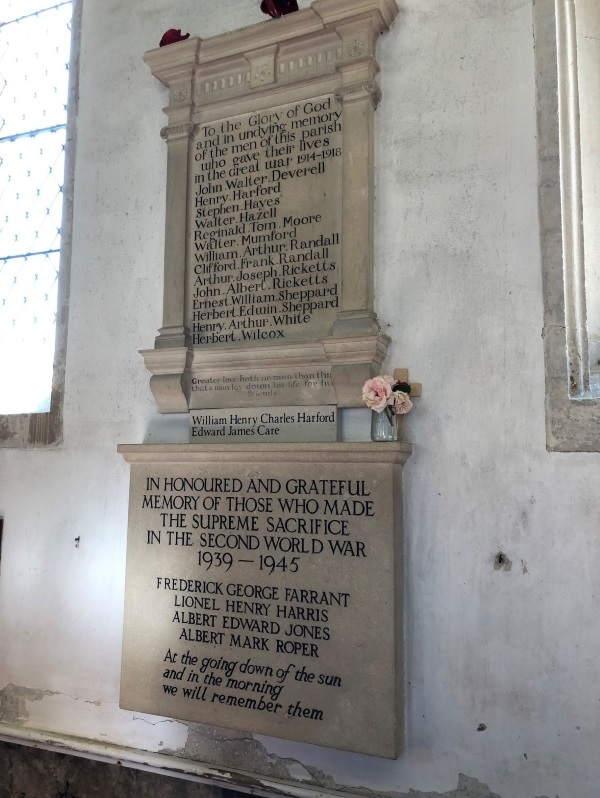 To the Glory of God
and in undying memory
of the men of this parish
who gave their lives
in the great war 1914-1918
John.Walter.Deverell
Henry.Harford
Stephen.Hayes
Walter.Hazell
Reginald.Tom.Moore
Walter.Mumford
William.Arthur.Randall
Clifford.Frank.Randall
Arthur.Joseph.Ricketts
John.Albert.Ricketts
Ernest.William.Sheppard
Herbert.Edwin.Sheppard
Henry.Arthur.White
Herbert.Wilcox
Greater love hath no man than this
that a man lay down his life for his
friends
William Henry Charles Harford
Edward James Care
IN HONOURED AND GRATEFUL
MEMORY OF THOSE WHO MADE
THE SUPREME SACRIFICE
IN THE SECOND WORLD WAR
1939 — 1945
FREDERICK GEORGE FARRANT
LIONEL HENRY HARRIS
ALBERT EDWARD JONES
ALBERT MARK ROPER
At the going down of the sun
and in the morning
we will remember them